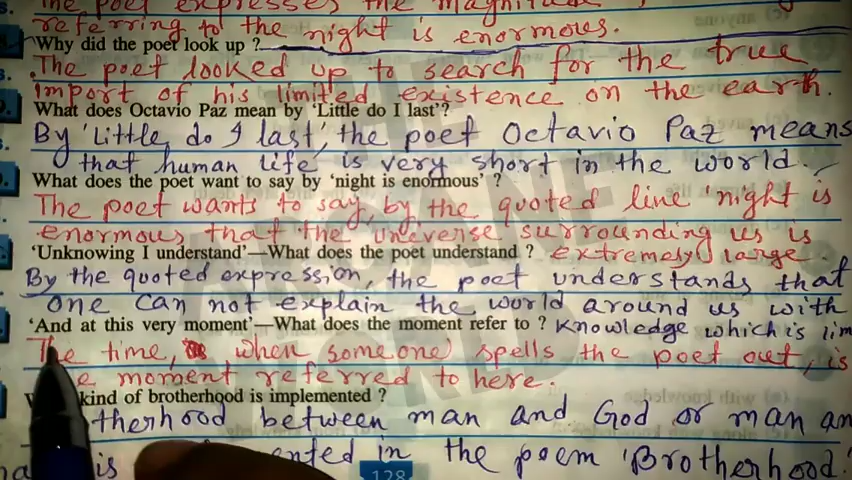 The poet expresses the magnitude
referring to the night is enormous.
Why did the poet look up ?
The poet looked up to search for the true
import of his limited existence on the earth.
What does Octavio Paz mean by 'Little do I last'?
By 'Little do I last', the poet Octavio Paz means
that human life is very short in the world.
What does the poet want to say by 'night is enormous' ?
The poet wants to say, by the quoted line 'night is
enormous that the universe surrounding us is
'Unknowing I understand'—What does the poet understand ? extremely large.
By the quoted expression, the poet understands that
one can not explain the world around us with
'And at this very moment'—What does the moment refer to ? knowledge which is lim
The time, when someone spells the poet out, is
moment referred to here.
kind of brotherhood is implemented ?
therhood between man and God or man an
is ented in the poem 'Brotherhood.'
128